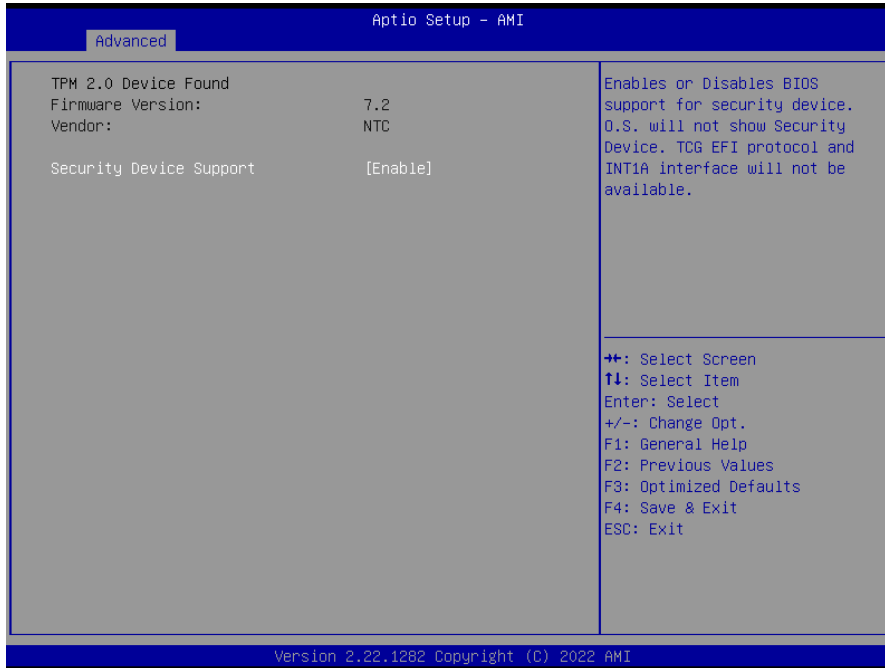 Aptio Setup – AMI
Advanced
TPM 2.0 Device Found
Firmware Version: 7.2
Vendor: NTC
Security Device Support [Enable]
Enables or Disables BIOS
support for security device.
O.S. will not show Security
Device. TCG EFI protocol and
INT1A interface will not be
available.
→←: Select Screen
↑↓: Select Item
Enter: Select
+/-: Change Opt.
F1: General Help
F2: Previous Values
F3: Optimized Defaults
F4: Save & Exit
ESC: Exit
Version 2.22.1282 Copyright (C) 2022 AMI